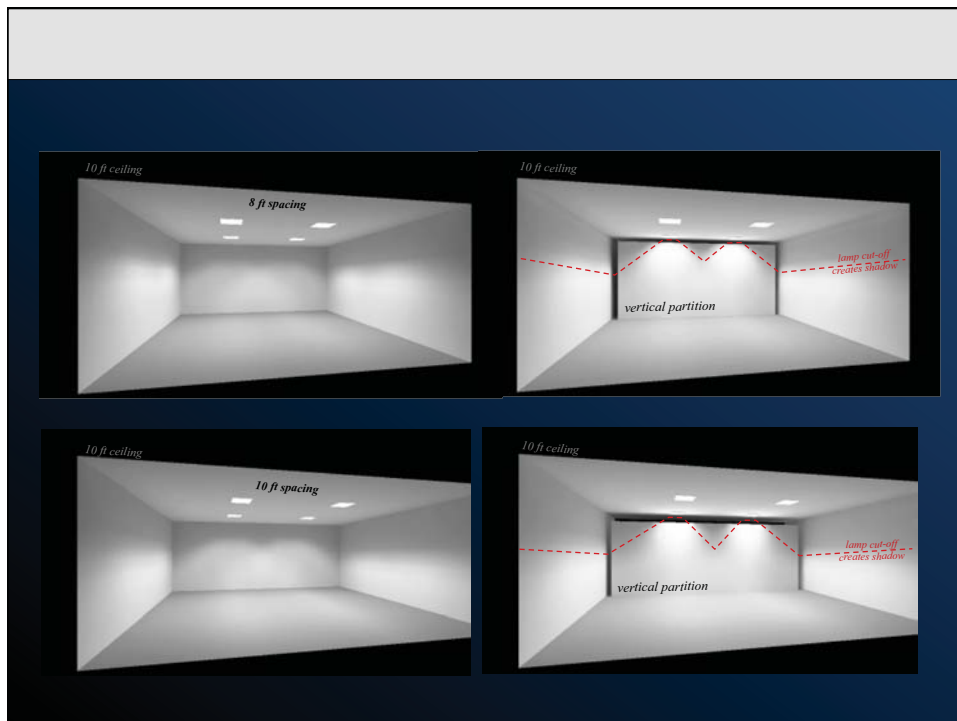 10 ft ceiling
8 ft spacing
10 ft ceiling
lamp cut-off
creates shadow
vertical partition
10 ft ceiling
10 ft spacing
10 ft ceiling
lamp cut-off
creates shadow
vertical partition